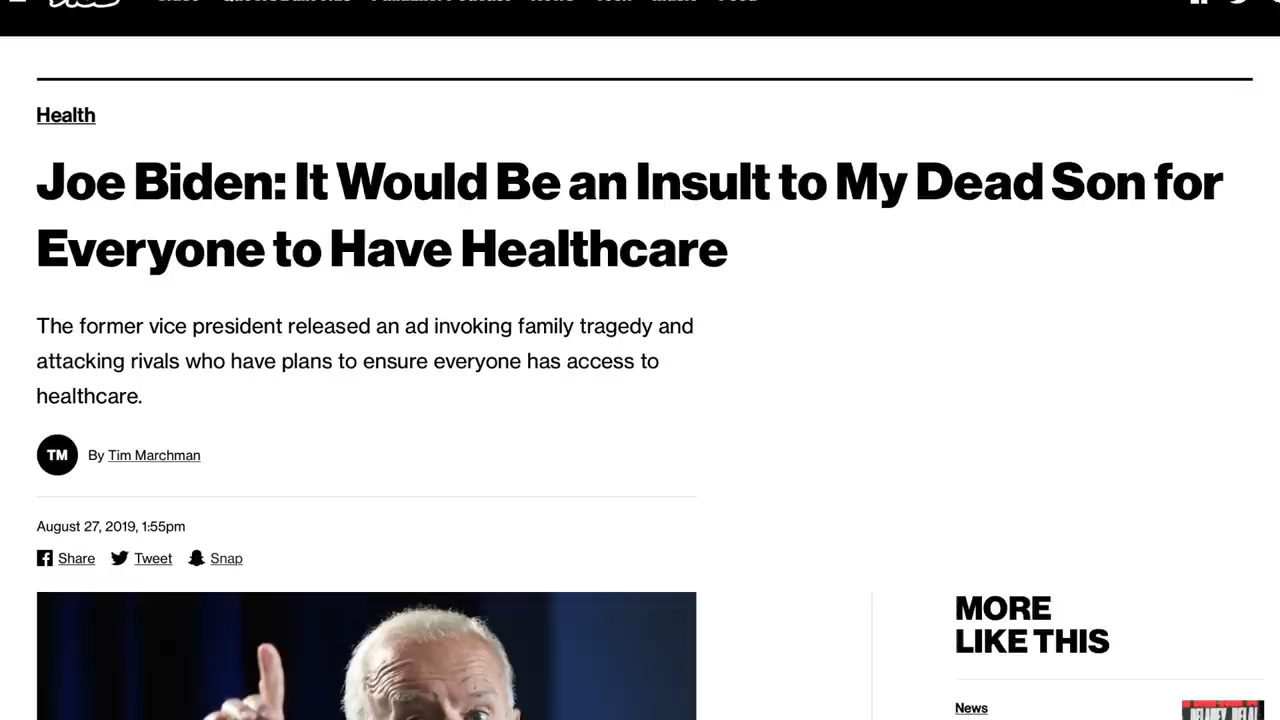 Health
Joe Biden: It Would Be an Insult to My Dead Son for
Everyone to Have Healthcare
The former vice president released an ad invoking family tragedy and
attacking rivals who have plans to ensure everyone has access to
healthcare.
TM
By Tim Marchman
August 27, 2019, 1:55pm
Share Tweet Snap
MORE
LIKE THIS
News